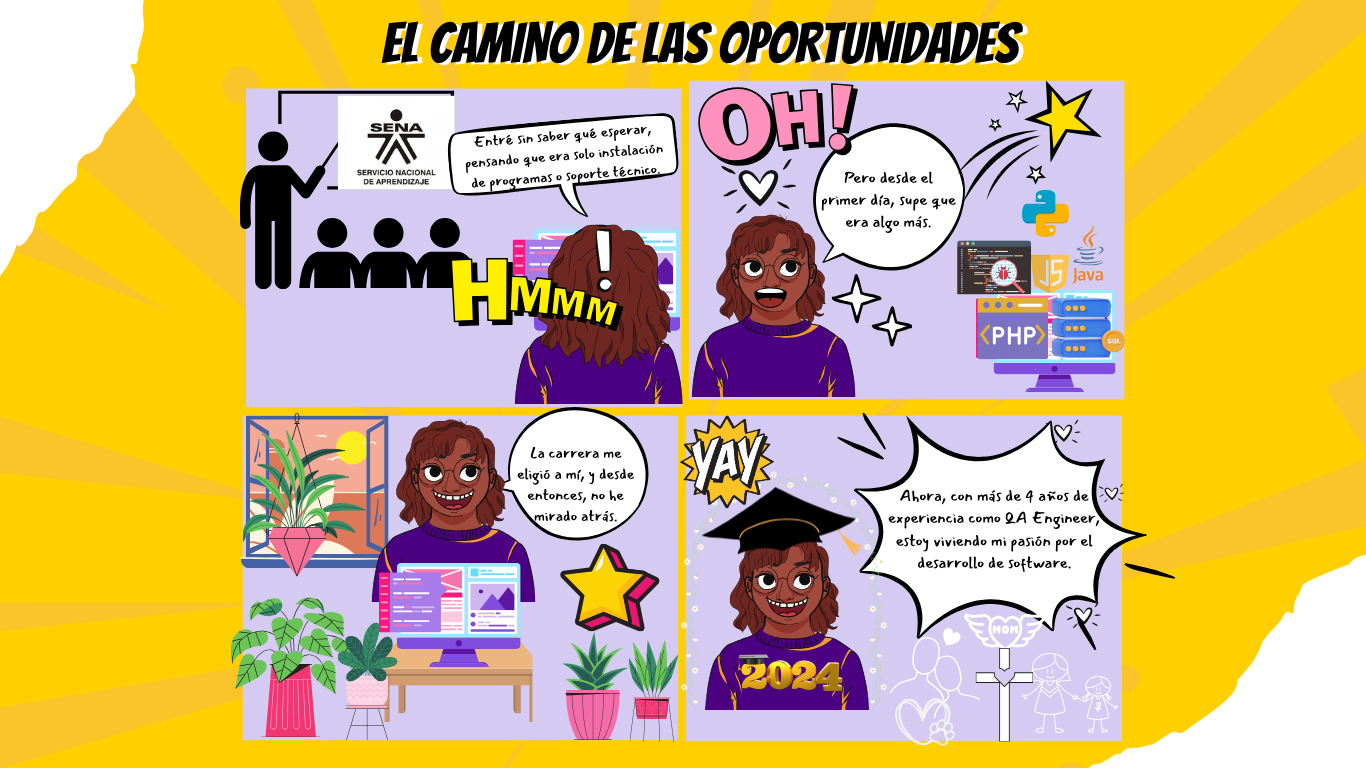 EL CAMINO DE LAS OPORTUNIDADES
SENA
SERVICIO NACIONAL
DE APRENDIZAJE
Entré sin saber qué esperar,
pensando que era solo instalación
de programas o soporte técnico.
!
HMMM
OH!
Pero desde el
primer día, supe que
era algo más.
JS
Java
<PHP>
SQL
La carrera me
eligió a mí, y desde
entonces, no he
mirado atrás.
YAY
Ahora, con más de 4 años de
experiencia como QA Engineer,
estoy viviendo mi pasión por el
desarrollo de software.
2024
MOM